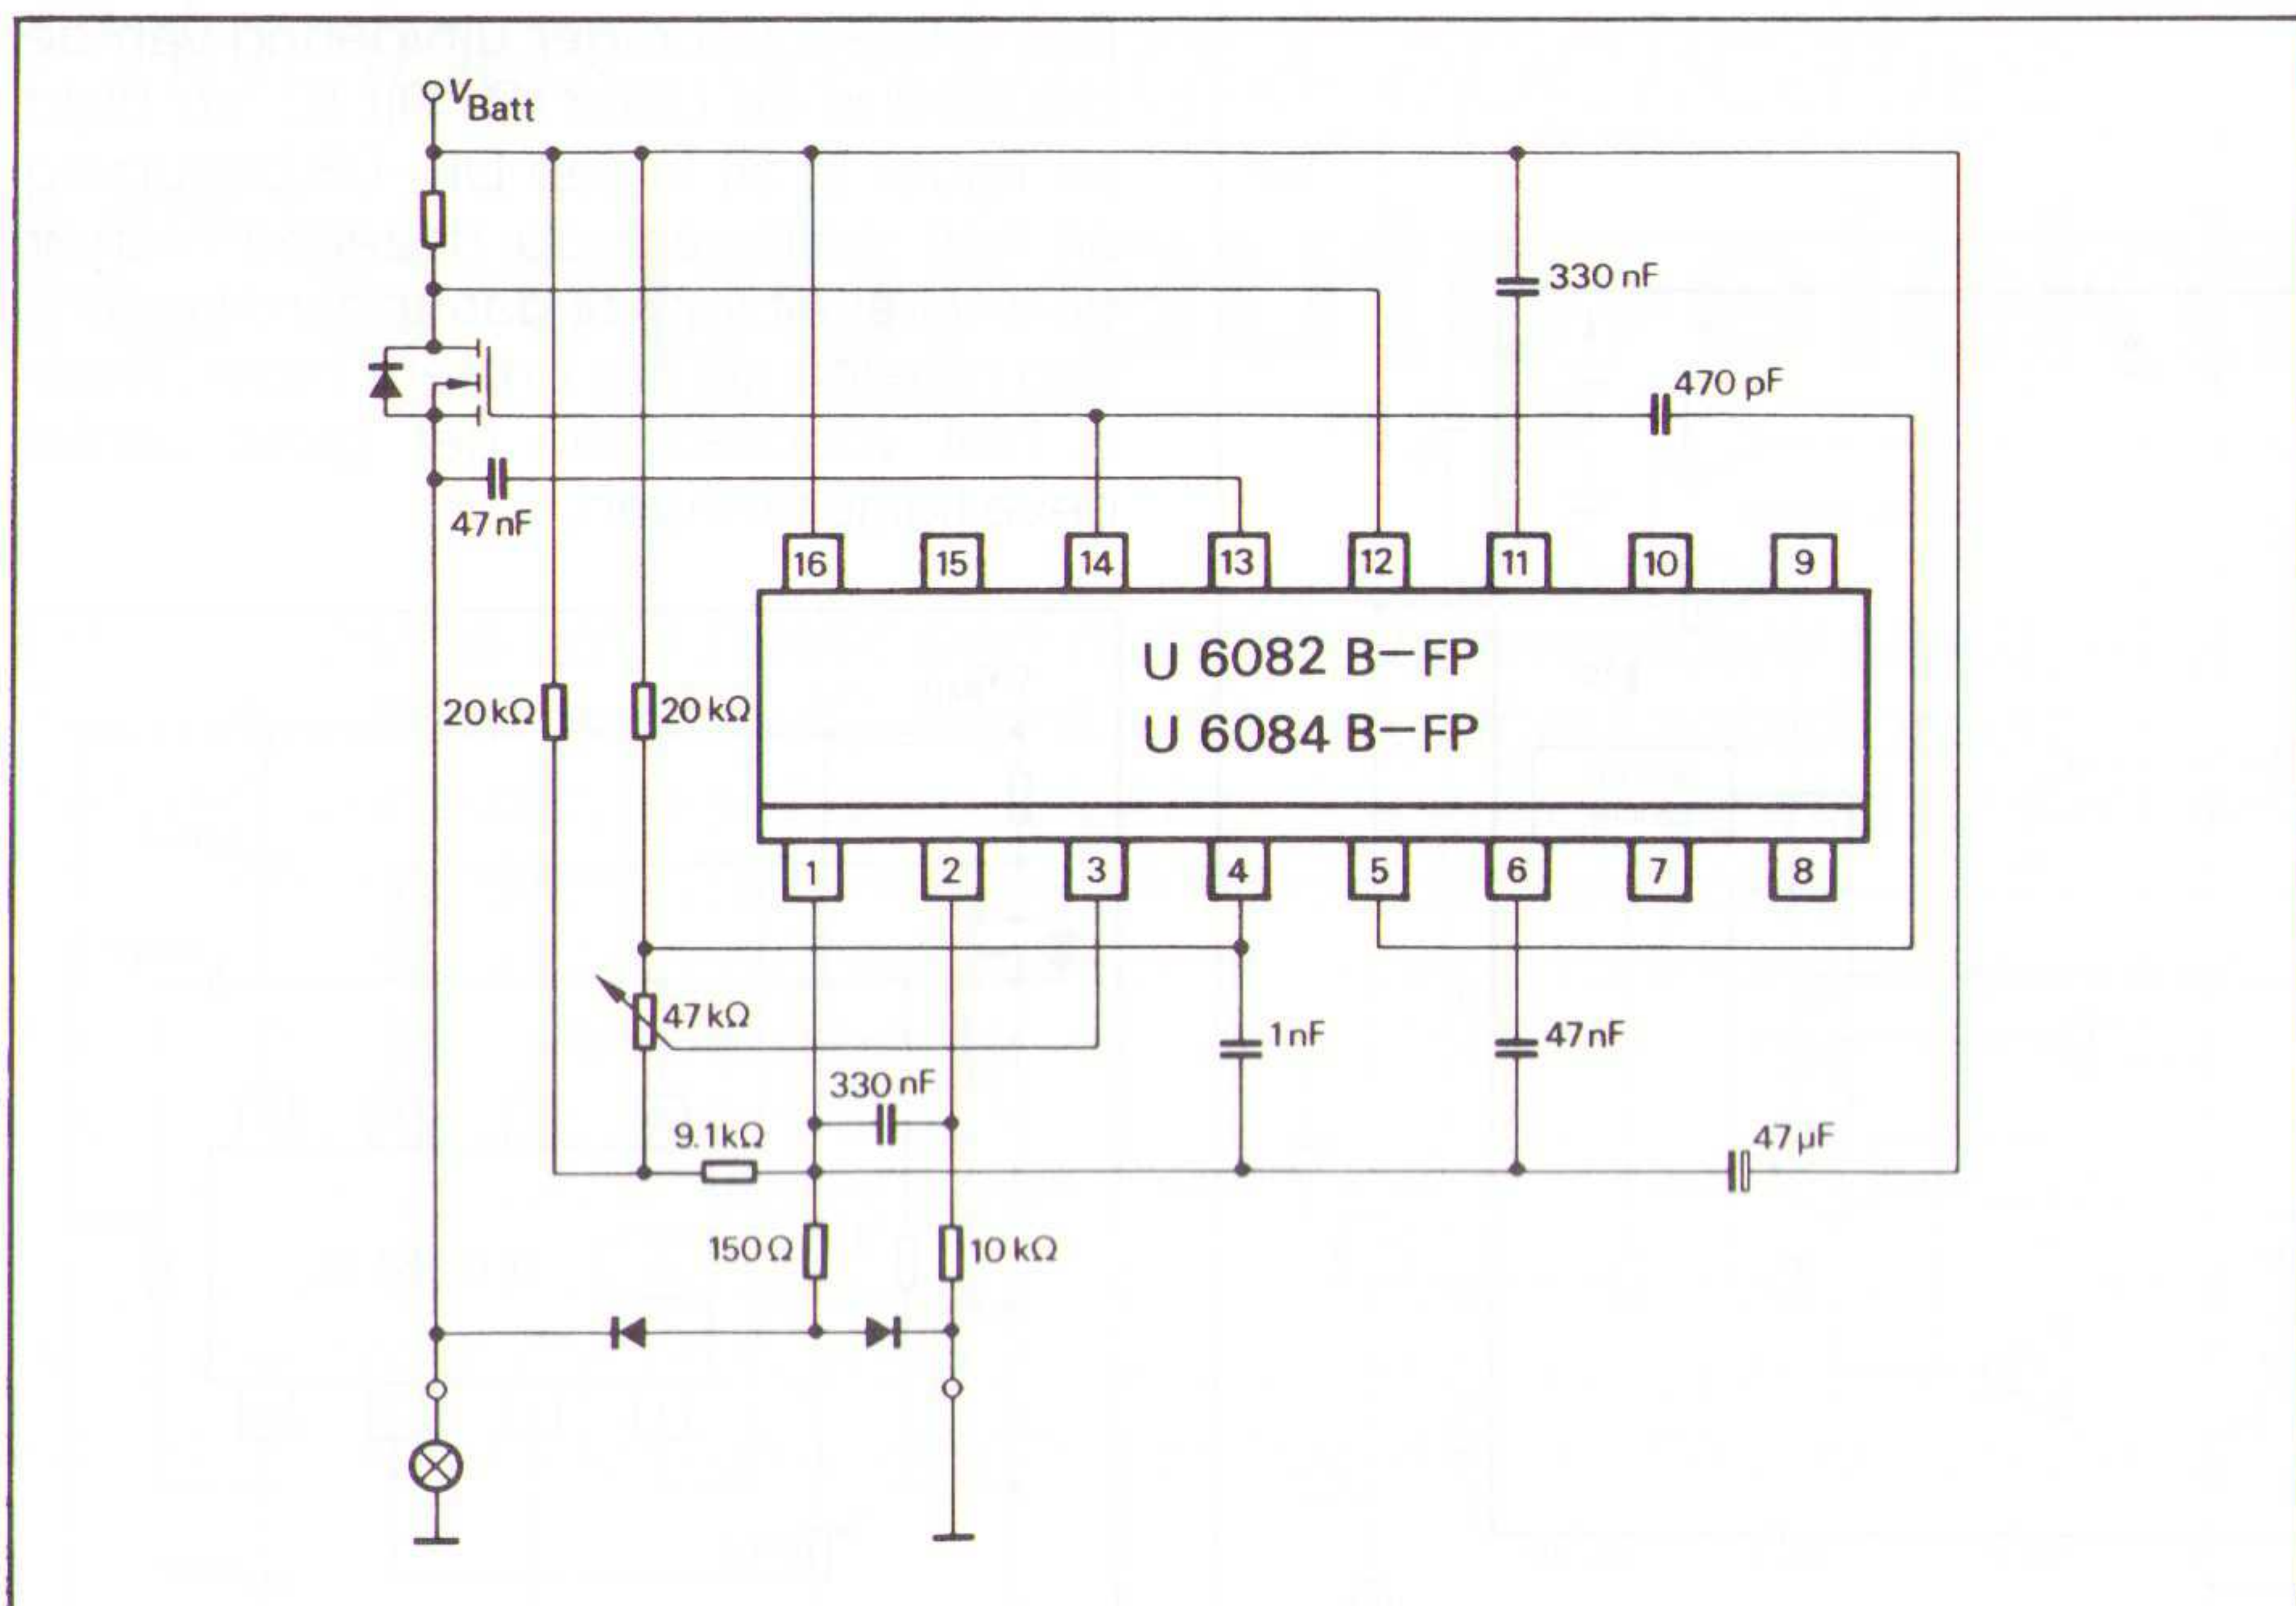 VBatt
330 nF
470 pF
47 nF
16 15 14 13 12 11 10 9
U 6082 B-FP
20 kΩ 20 kΩ
U 6084 B-FP
1 2 3 4 5 6 7 8
47 kΩ
1 nF 47 nF
330 nF
9.1 kΩ
47 µF
150 Ω 10 kΩ